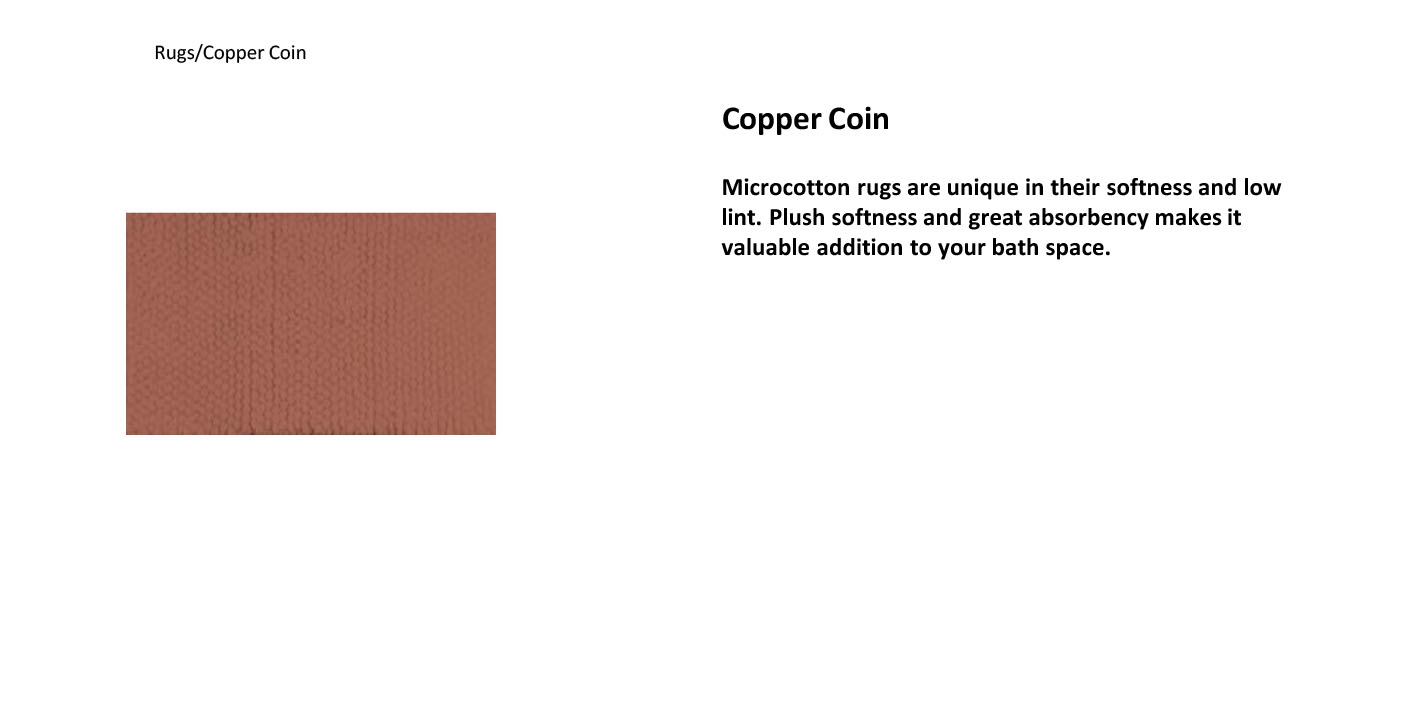 Rugs/Copper Coin
Copper Coin
Microcotton rugs are unique in their softness and low
lint. Plush softness and great absorbency makes it
valuable addition to your bath space.